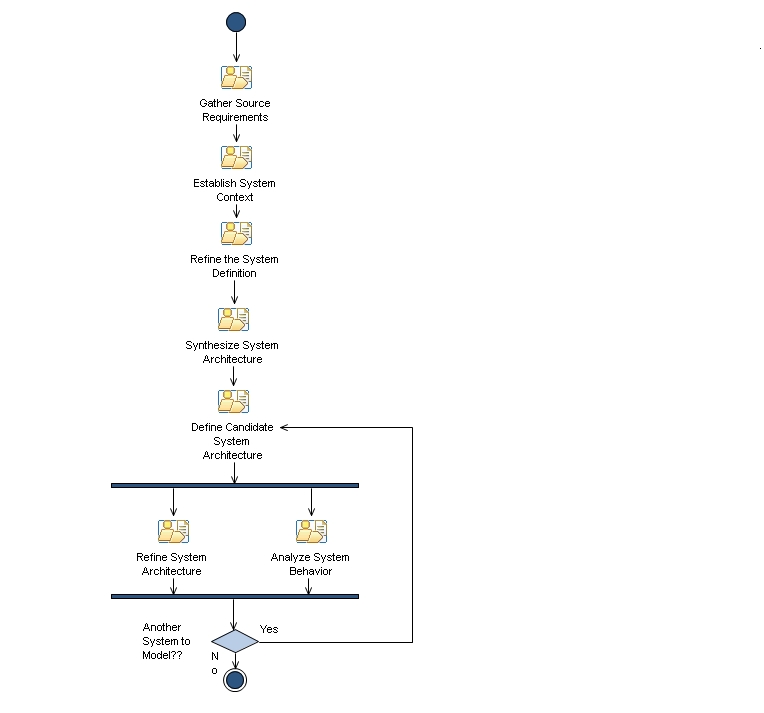 Gather Source
Requirements
Establish System
Context
Refine the System
Definition
Synthesize System
Architecture
Define Candidate
System
Architecture
Refine System
Architecture
Analyze System
Behavior
Another
System to
Model??
Yes
N
o